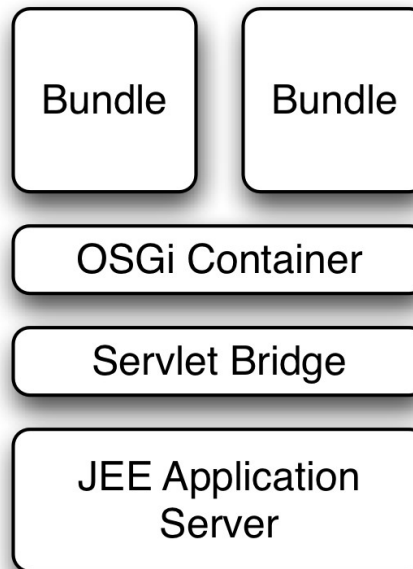 Bundle Bundle
OSGi Container
Servlet Bridge
JEE Application
Server